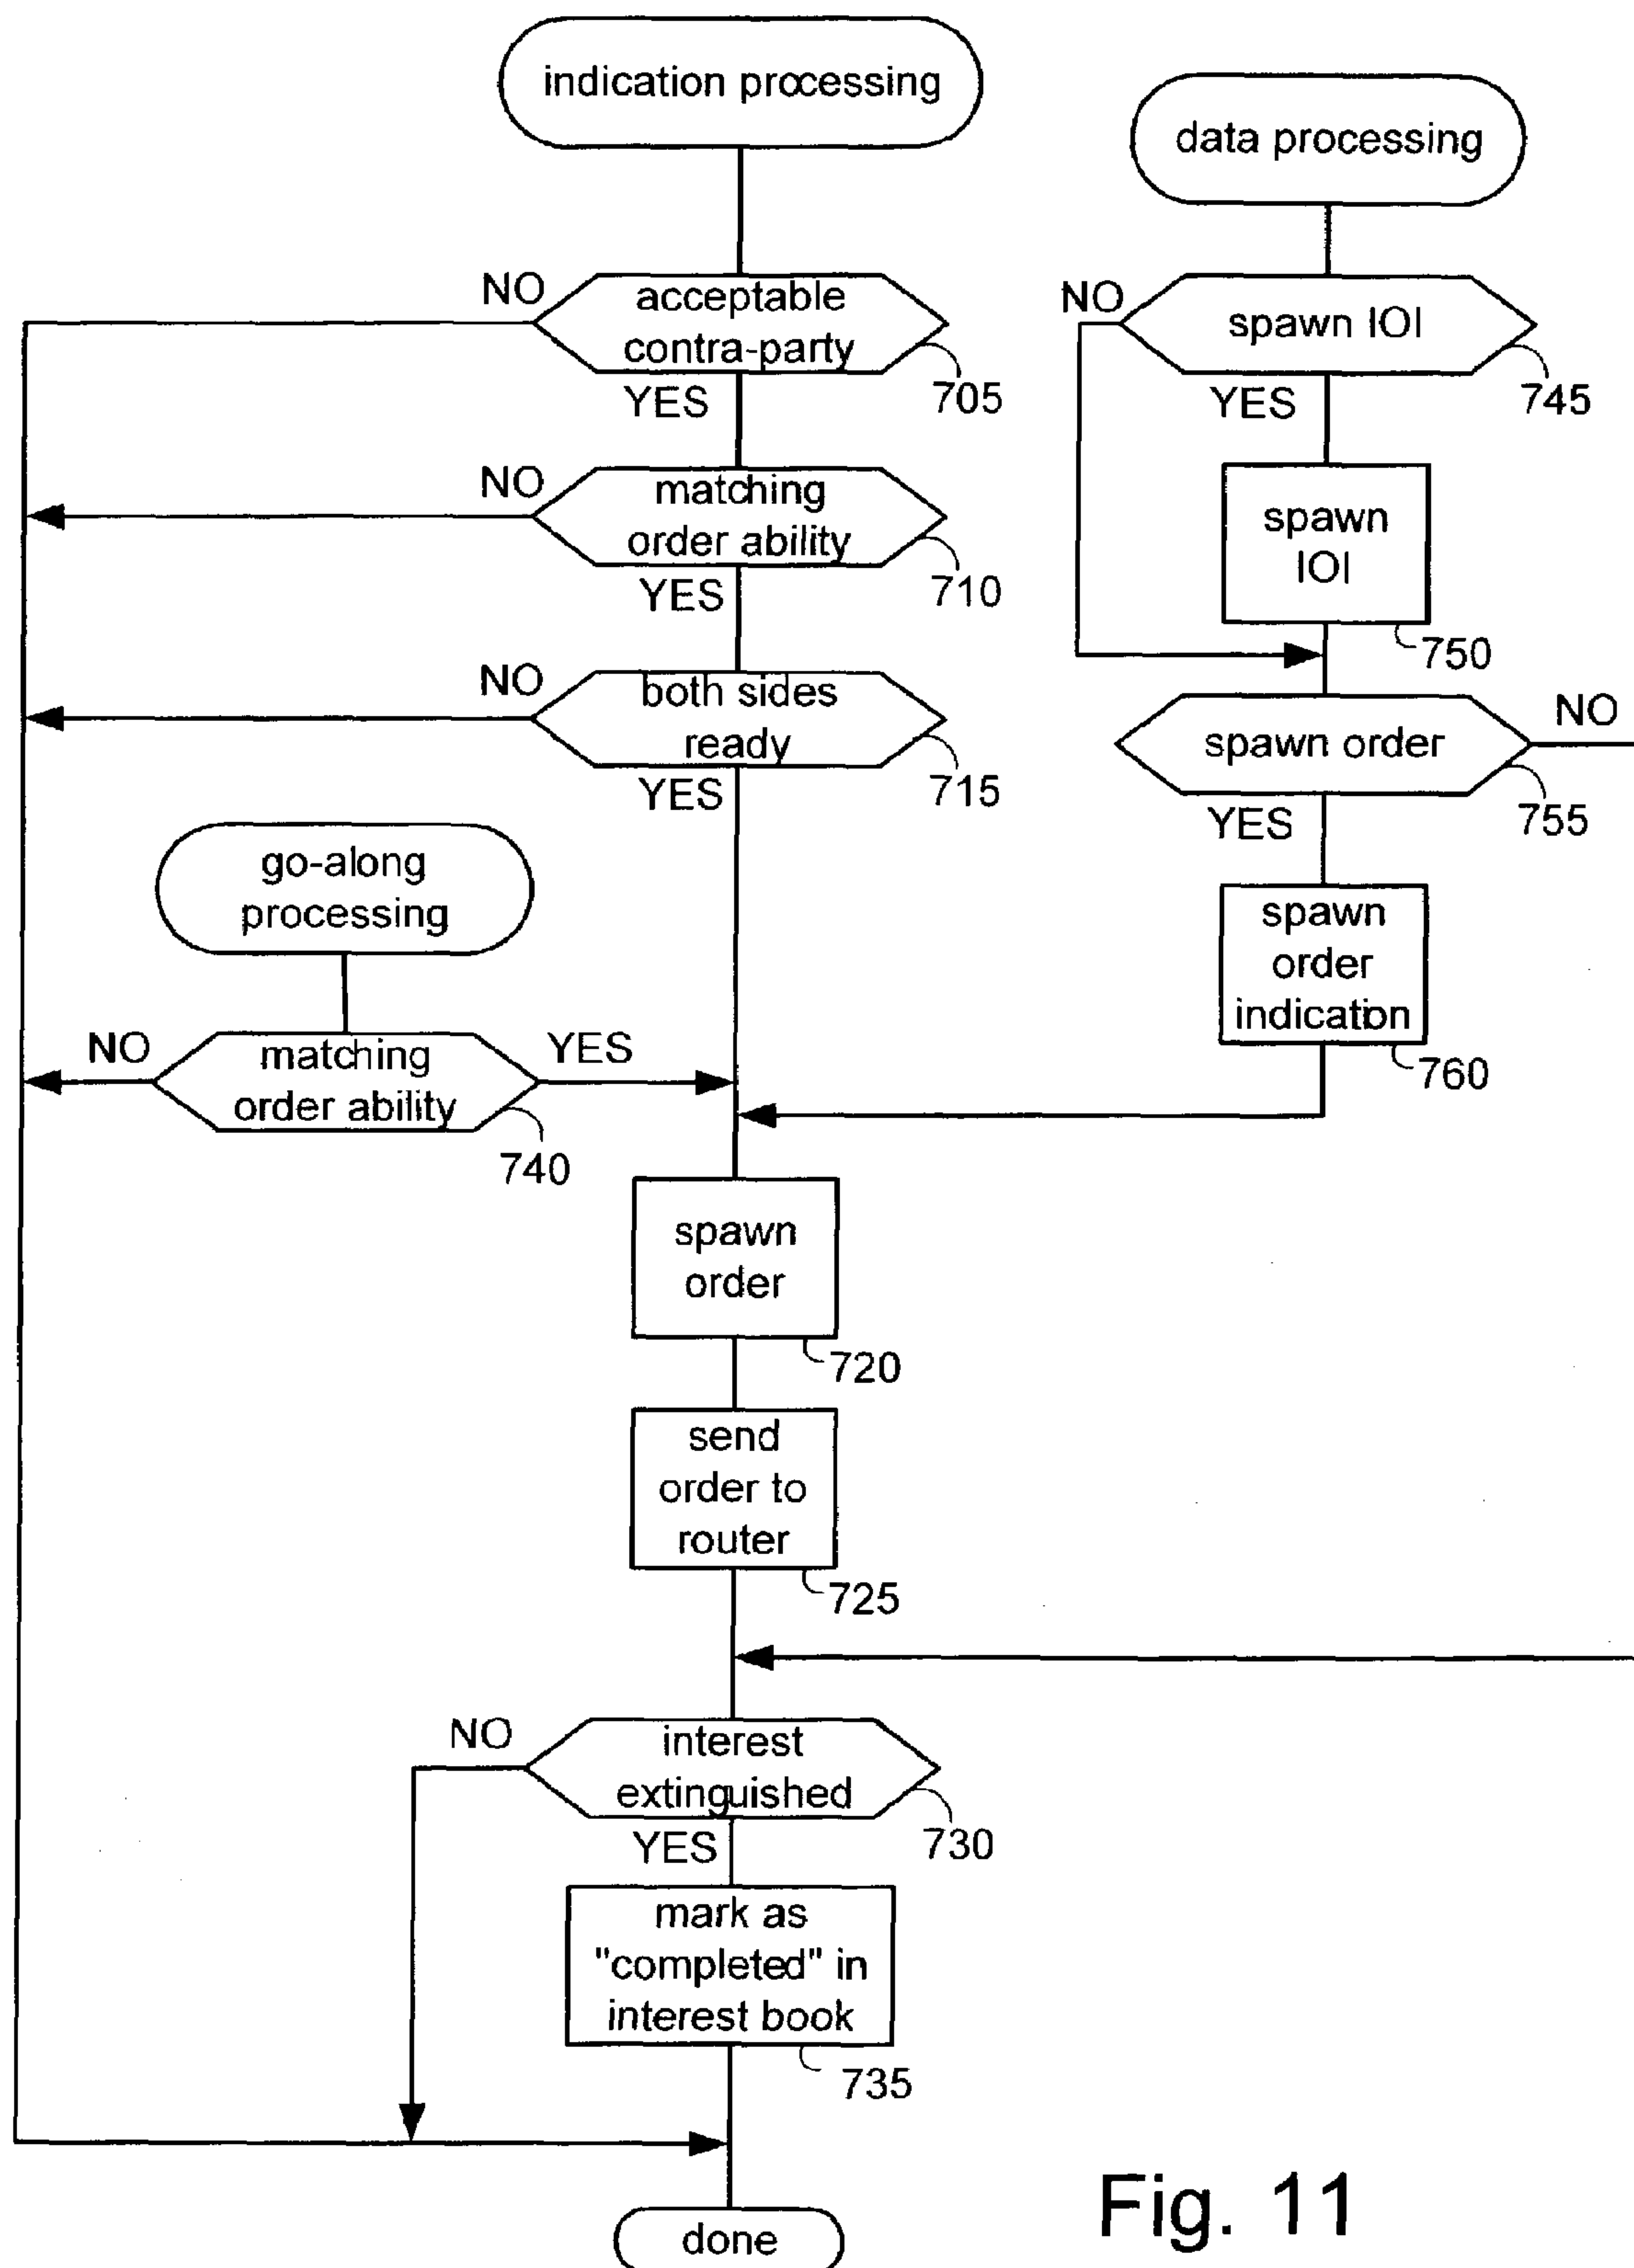 indication processing
NO
acceptable
contra-party
705
YES
NO
matching
order ability
710
YES
NO
both sides
ready
715
YES
go-along
processing
NO
matching
order ability
YES
740
data processing
NO
spawn IOI
745
YES
spawn
IOI
750
spawn order
NO
755
YES
spawn
order
indication
760
spawn
order
720
send
order to
router
725
NO
interest
extinguished
730
YES
mark as
"completed" in
interest book
735
done
Fig. 11